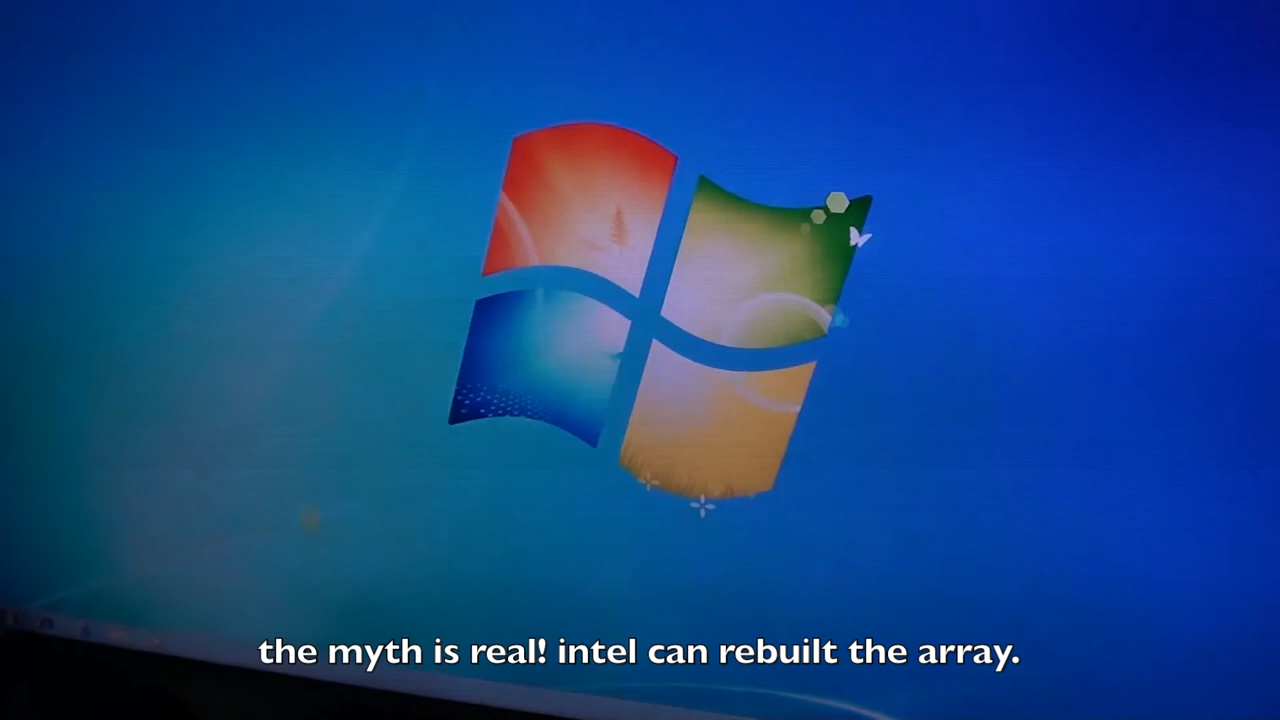 the myth is real! intel can rebuilt the array.